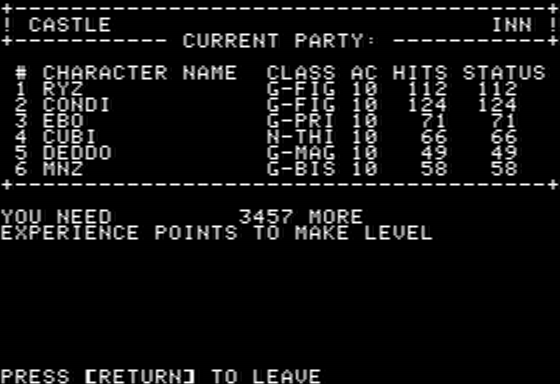 +--------------------------------------+
! CASTLE                           INN !
+----------- CURRENT PARTY: -----------+
 # CHARACTER NAME  CLASS AC HITS STATUS
 1 RYZ             G-FIG 10  112  112
 2 CONDI           G-FIG 10  124  124
 3 EBO             G-PRI 10   71   71
 4 CUBI            N-THI 10   66   66
 5 DEDDO           G-MAG 10   49   49
 6 MNZ             G-BIS 10   58   58
+--------------------------------------+
YOU NEED         3457 MORE
EXPERIENCE POINTS TO MAKE LEVEL
PRESS [RETURN] TO LEAVE